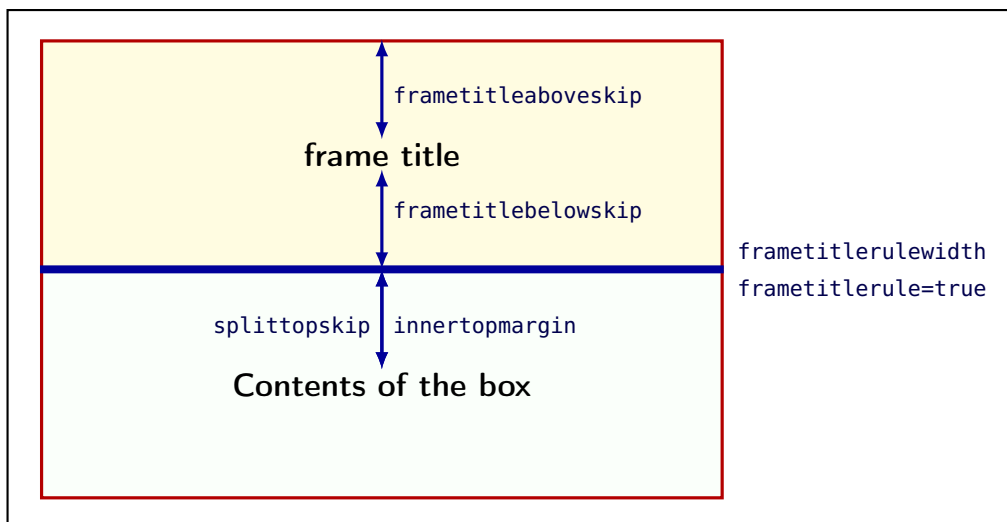 frametitleaboveskip
frame title
frametitlebelowskip
frametitlerulewidth
frametitlerule=true
splittopskip innertopmargin
Contents of the box